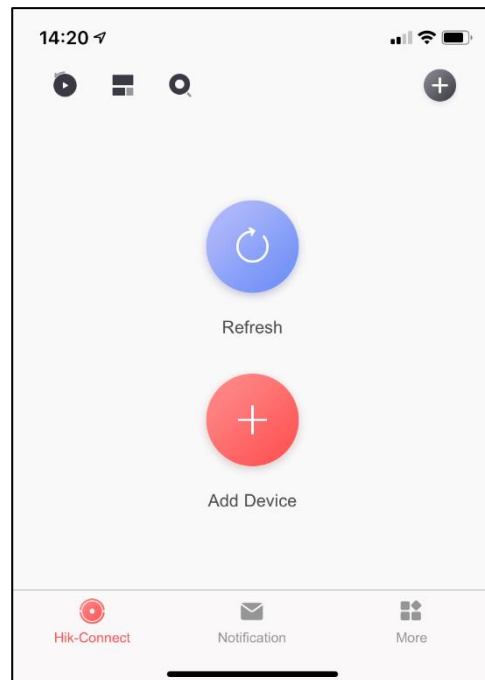 14:20
Refresh
Add Device
Hik-Connect
Notification
More